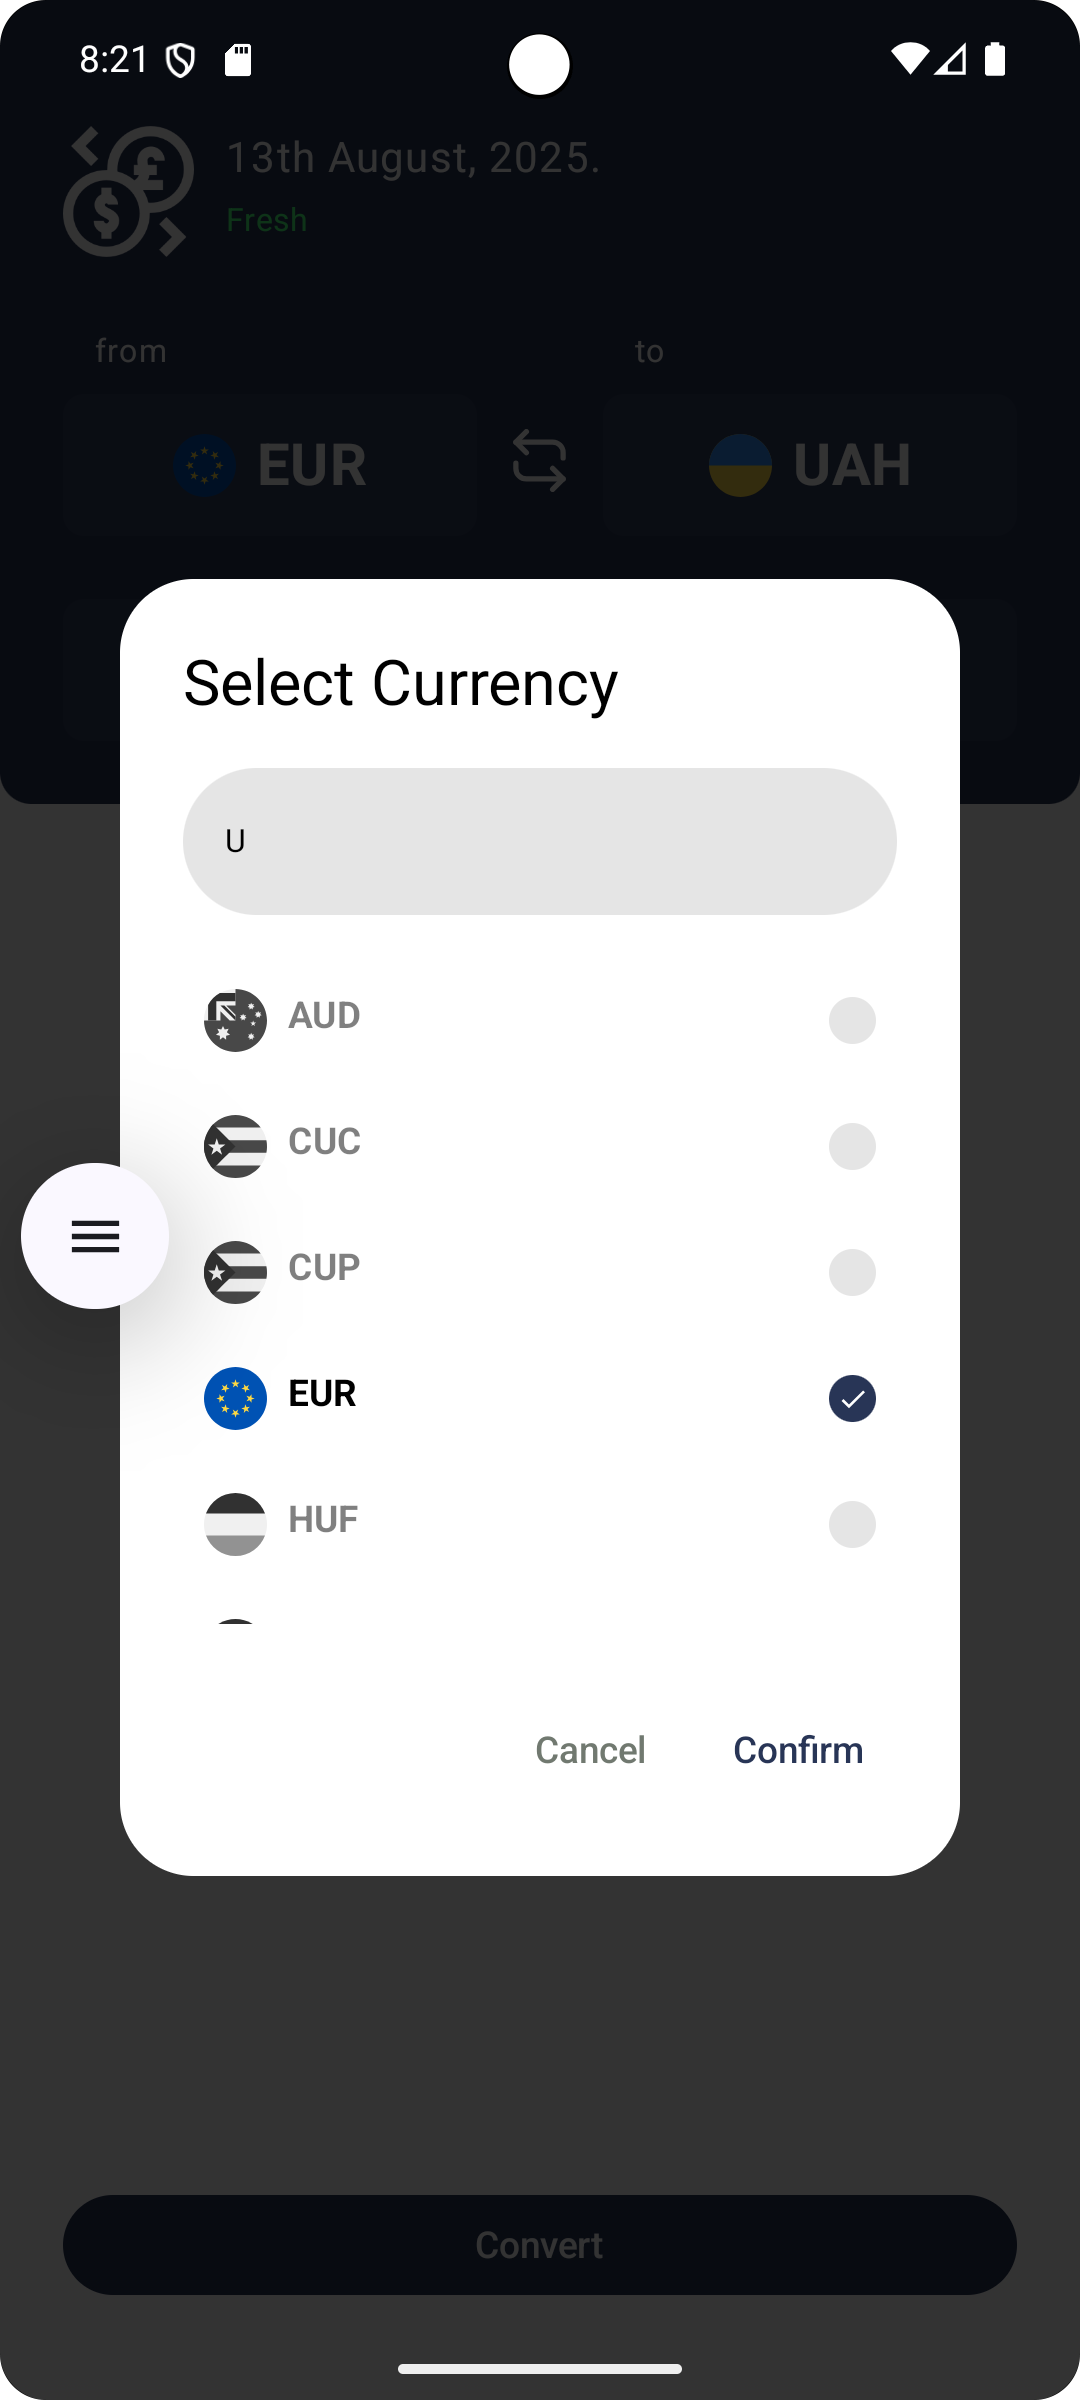 8:21
13th August, 2025.
Fresh
from
to
EUR
UAH
Select Currency
U
AUD
CUC
CUP
EUR
HUF
Cancel
Confirm
Convert